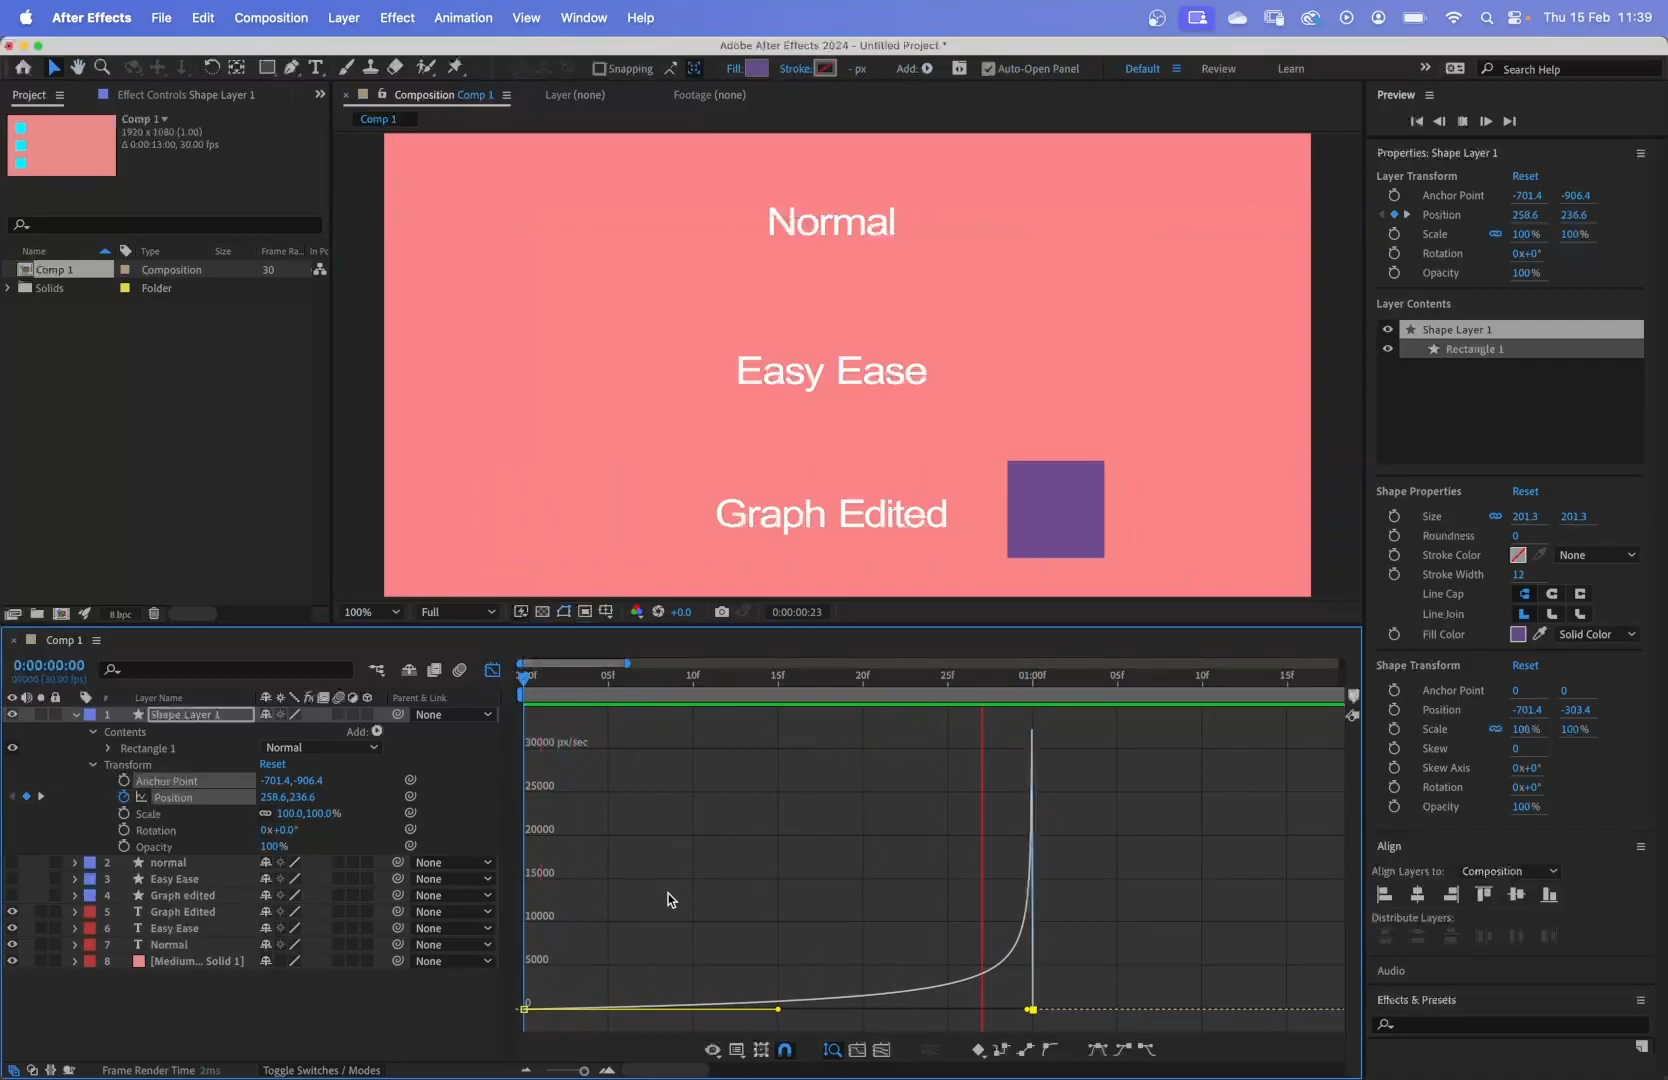 After Effects File Edit Composition Layer Effect Animation View Window Help Thu 15 Feb 11:39
Adobe After Effects 2024 - Untitled Project *
Snapping Fill: Stroke: - px Add: Auto-Open Panel Default Review Learn Search Help
Project Effect Controls Shape Layer 1
Composition Comp 1 Layer (none) Footage (none)
Comp 1
Comp 1
1920 x 1080 (1.00)
Δ 0:00:13:00, 30.00 fps
Name Type Size Frame Ra... In Po
Comp 1 Composition 30
Solids Folder
8 bpc
Normal
Easy Ease
Graph Edited
100% Full +0.0 0:00:00:23
Preview
Properties: Shape Layer 1
Layer Transform Reset
Anchor Point -701.4 -906.4
Position 258.6 236.6
Scale 100% 100%
Rotation 0x+0°
Opacity 100%
Layer Contents
Shape Layer 1
Rectangle 1
Shape Properties Reset
Size 201.3 201.3
Roundness 0
Stroke Color None
Stroke Width 12
Line Cap
Line Join
Fill Color Solid Color
Shape Transform Reset
Anchor Point 0 0
Position -701.4 -303.4
Scale 100% 100%
Skew 0
Skew Axis 0x+0°
Rotation 0x+0°
Opacity 100%
Align
Align Layers to: Composition
Distribute Layers:
Audio
Effects & Presets
Comp 1
0:00:00:00
00000 (30.00 fps)
# Layer Name Parent & Link
1 Shape Layer 1 None
Contents Add:
Rectangle 1 Normal
Transform Reset
Anchor Point -701.4,-906.4
Position 258.6,236.6
Scale 100.0,100.0%
Rotation 0x+0.0°
Opacity 100%
2 normal None
3 Easy Ease None
4 Graph edited None
5 T Graph Edited None
6 T Easy Ease None
7 T Normal None
8 [Medium... Solid 1] None
05f 10f 15f 20f 25f 01:00f 05f 10f 15f
30000 px/sec
25000
20000
15000
10000
5000
0
Frame Render Time 2ms Toggle Switches / Modes